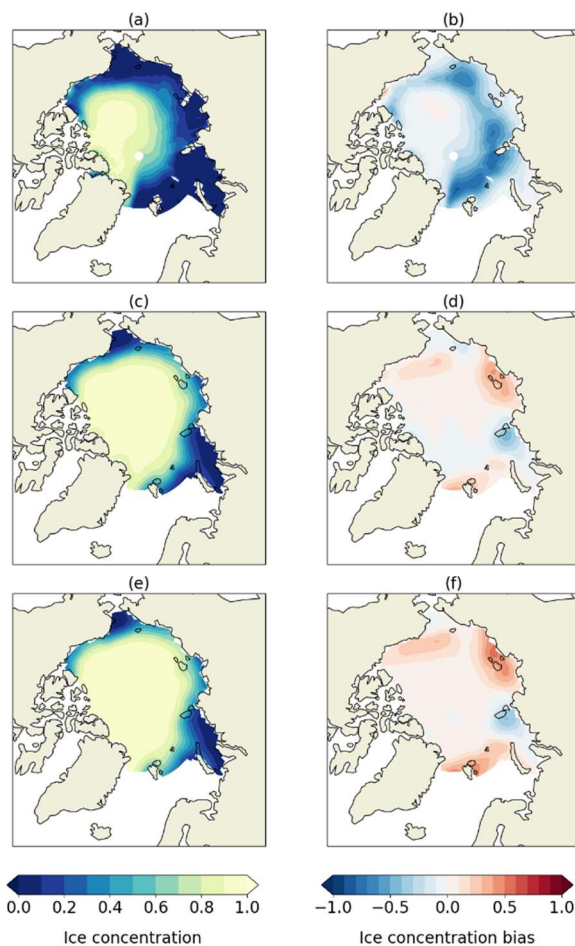 (a) (b)
(c) (d)
(e) (f)
0.0 0.2 0.4 0.6 0.8 1.0 −1.0 −0.5 0.0 0.5 1.0
Ice concentration Ice concentration bias